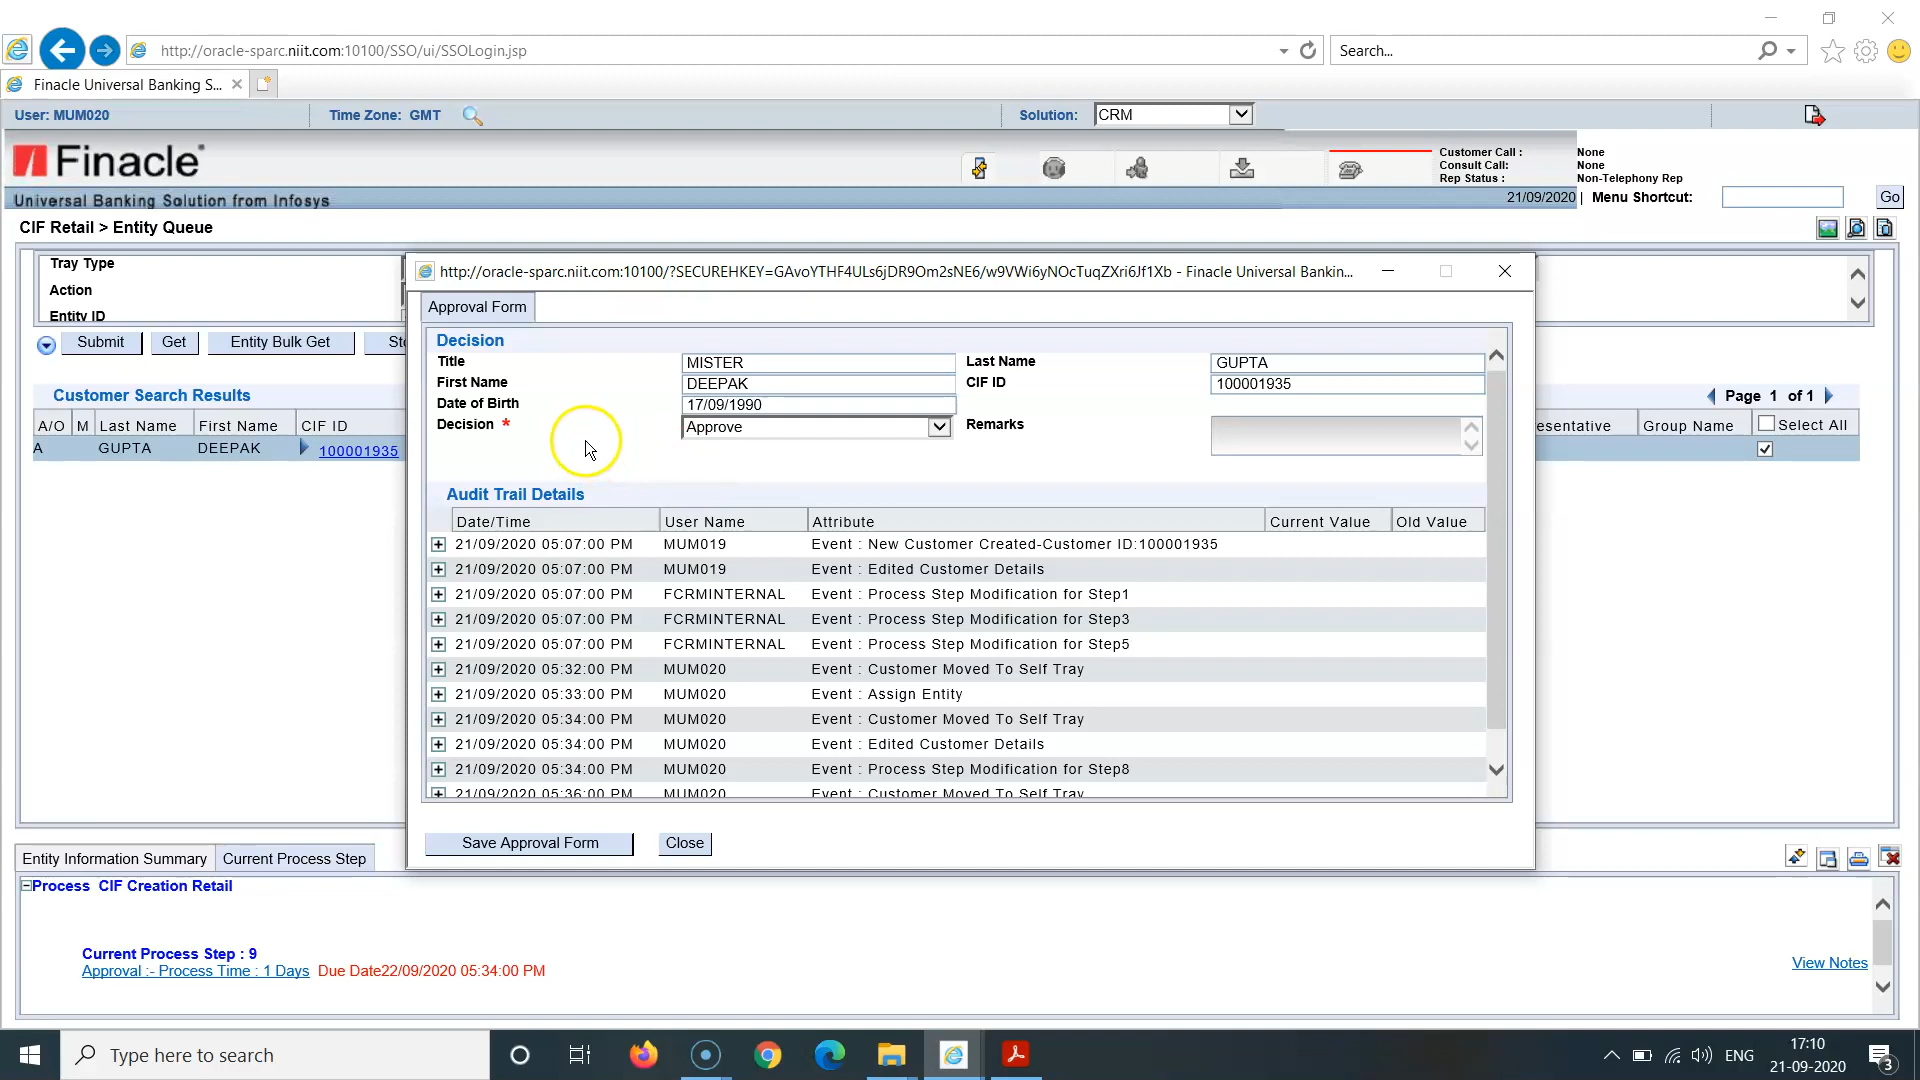 http://oracle-sparc.niit.com:10100/SSO/ui/SSOLogin.jsp
Search...
Finacle Universal Banking S...
User: MUM020
Time Zone: GMT
Solution:
CRM
Finacle
Customer Call : None
Consult Call: None
Rep Status : Non-Telephony Rep
Universal Banking Solution from Infosys
21/09/2020 | Menu Shortcut:
Go
CIF Retail > Entity Queue
Tray Type
Action
Entity ID
Submit
Get
Entity Bulk Get
Customer Search Results
Page 1 of 1
A/O M Last Name First Name CIF ID
Group Name
Select All
A GUPTA DEEPAK 100001935
http://oracle-sparc.niit.com:10100/?SECUREHKEY=GAvoYTHF4ULs6jDR9Om2sNE6/w9VWi6yNOcTuqZXri6Jf1Xb - Finacle Universal Bankin...
Approval Form
Decision
Title MISTER Last Name GUPTA
First Name DEEPAK CIF ID 100001935
Date of Birth 17/09/1990
Decision * Approve Remarks
Audit Trail Details
Date/Time User Name Attribute Current Value Old Value
21/09/2020 05:07:00 PM MUM019 Event : New Customer Created-Customer ID:100001935
21/09/2020 05:07:00 PM MUM019 Event : Edited Customer Details
21/09/2020 05:07:00 PM FCRMINTERNAL Event : Process Step Modification for Step1
21/09/2020 05:07:00 PM FCRMINTERNAL Event : Process Step Modification for Step3
21/09/2020 05:07:00 PM FCRMINTERNAL Event : Process Step Modification for Step5
21/09/2020 05:32:00 PM MUM020 Event : Customer Moved To Self Tray
21/09/2020 05:33:00 PM MUM020 Event : Assign Entity
21/09/2020 05:34:00 PM MUM020 Event : Customer Moved To Self Tray
21/09/2020 05:34:00 PM MUM020 Event : Edited Customer Details
21/09/2020 05:34:00 PM MUM020 Event : Process Step Modification for Step8
21/09/2020 05:36:00 PM MUM020 Event : Customer Moved To Self Tray
Save Approval Form
Close
Entity Information Summary
Current Process Step
Process CIF Creation Retail
Current Process Step : 9
Approval :- Process Time : 1 Days Due Date22/09/2020 05:34:00 PM
View Notes
Type here to search
ENG
17:10
21-09-2020
3